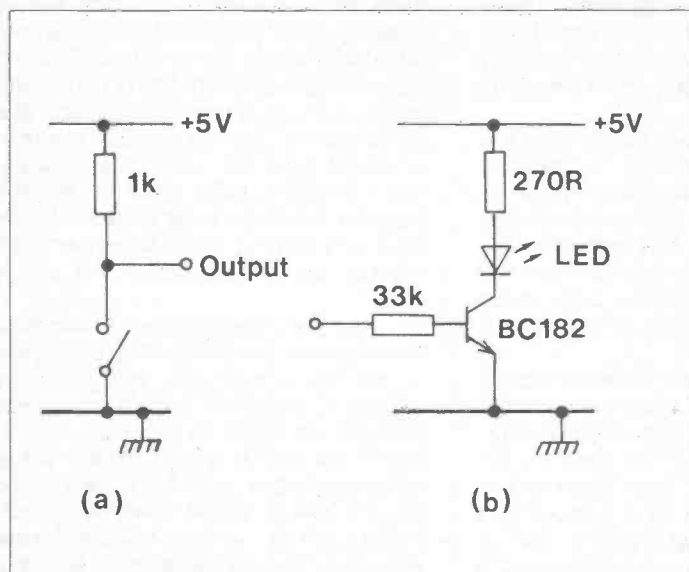 +5V
1k
Output
(a)
+5V
270R
LED
33k
BC182
(b)